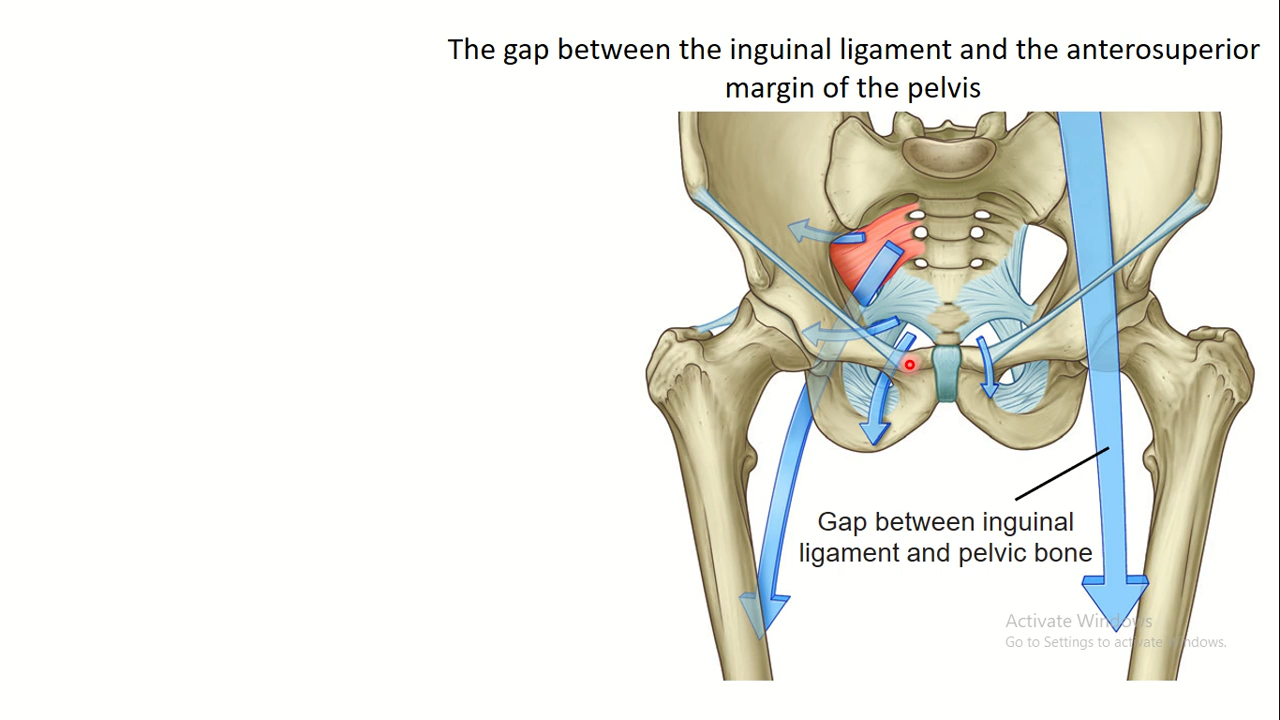 The gap between the inguinal ligament and the anterosuperior
margin of the pelvis
Gap between inguinal
ligament and pelvic bone
Activate Windows
Go to Settings to activate Windows.